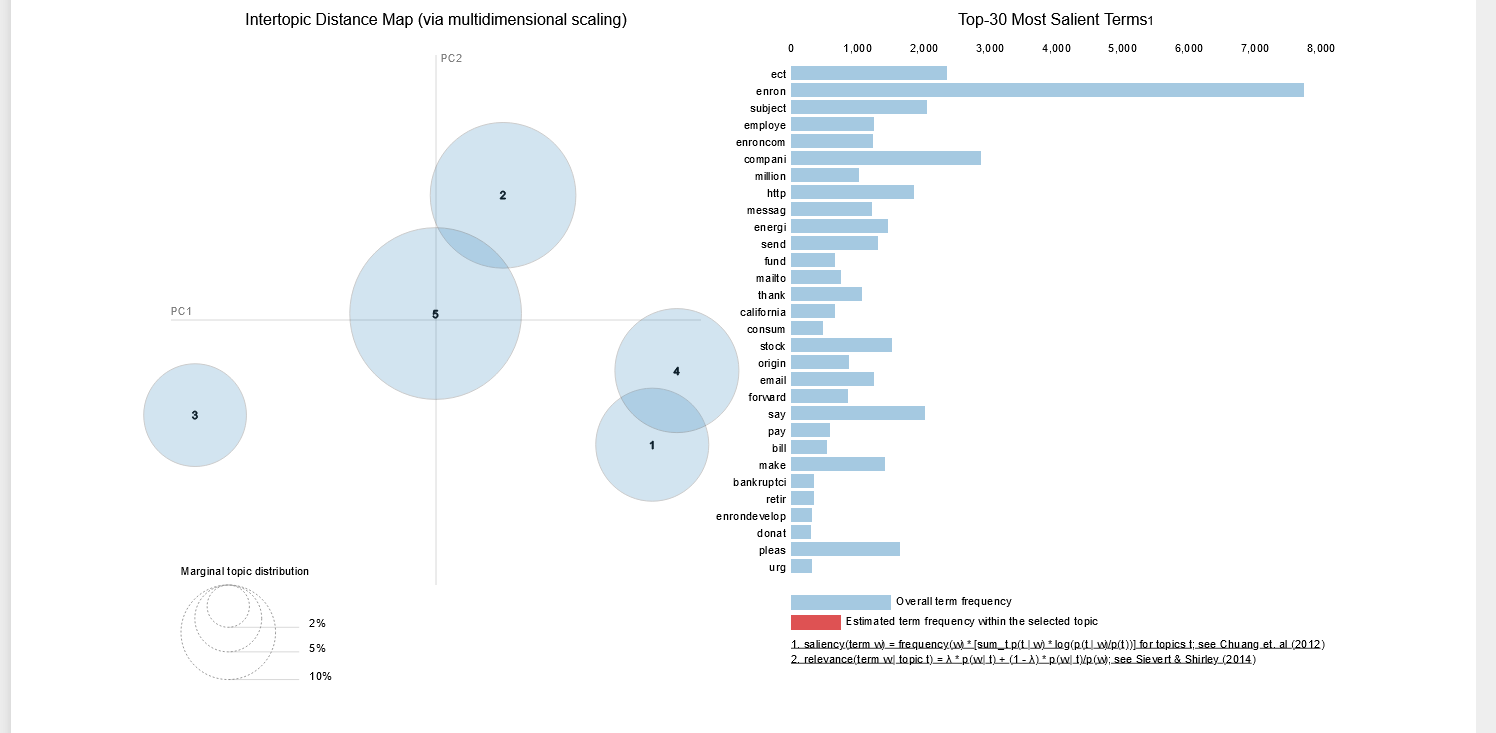 Intertopic Distance Map (via multidimensional scaling)
PC2
PC1
2
5
4
3
1
Marginal topic distribution
2%
5%
10%
Top-30 Most Salient Terms1
0 1,000 2,000 3,000 4,000 5,000 6,000 7,000 8,000
ect
enron
subject
employe
enroncom
compani
million
http
messag
energi
send
fund
mailto
thank
california
consum
stock
origin
email
forward
say
pay
bill
make
bankruptci
retir
enrondevelop
donat
pleas
urg
Overall term frequency
Estimated term frequency within the selected topic
1. saliency(term w) = frequency(w) * [sum_t p(t | w) * log(p(t | w)/p(t))] for topics t; see Chuang et. al (2012)
2. relevance(term w | topic t) = λ * p(w | t) + (1 - λ) * p(w | t)/p(w); see Sievert & Shirley (2014)